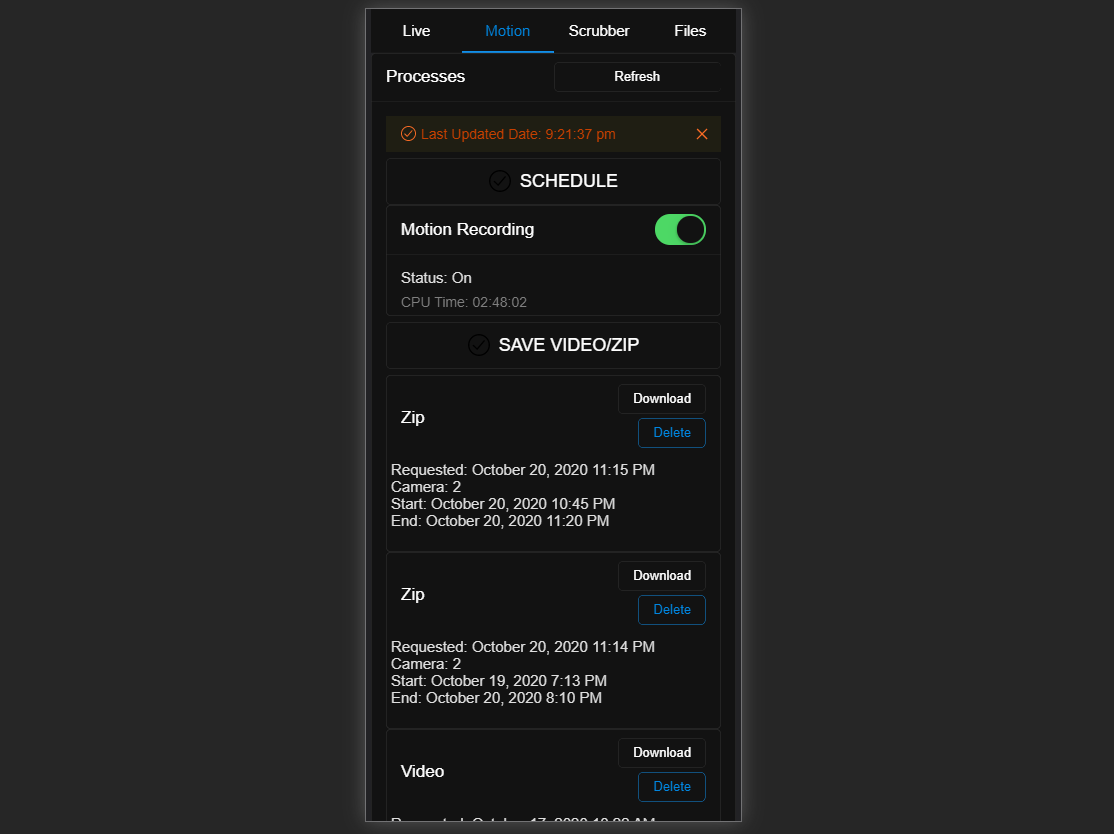 Live Motion Scrubber Files
Processes Refresh
Last Updated Date: 9:21:37 pm
SCHEDULE
Motion Recording
Status: On
CPU Time: 02:48:02
SAVE VIDEO/ZIP
Download
Zip
Delete
Requested: October 20, 2020 11:15 PM
Camera: 2
Start: October 20, 2020 10:45 PM
End: October 20, 2020 11:20 PM
Download
Zip
Delete
Requested: October 20, 2020 11:14 PM
Camera: 2
Start: October 19, 2020 7:13 PM
End: October 20, 2020 8:10 PM
Download
Video
Delete